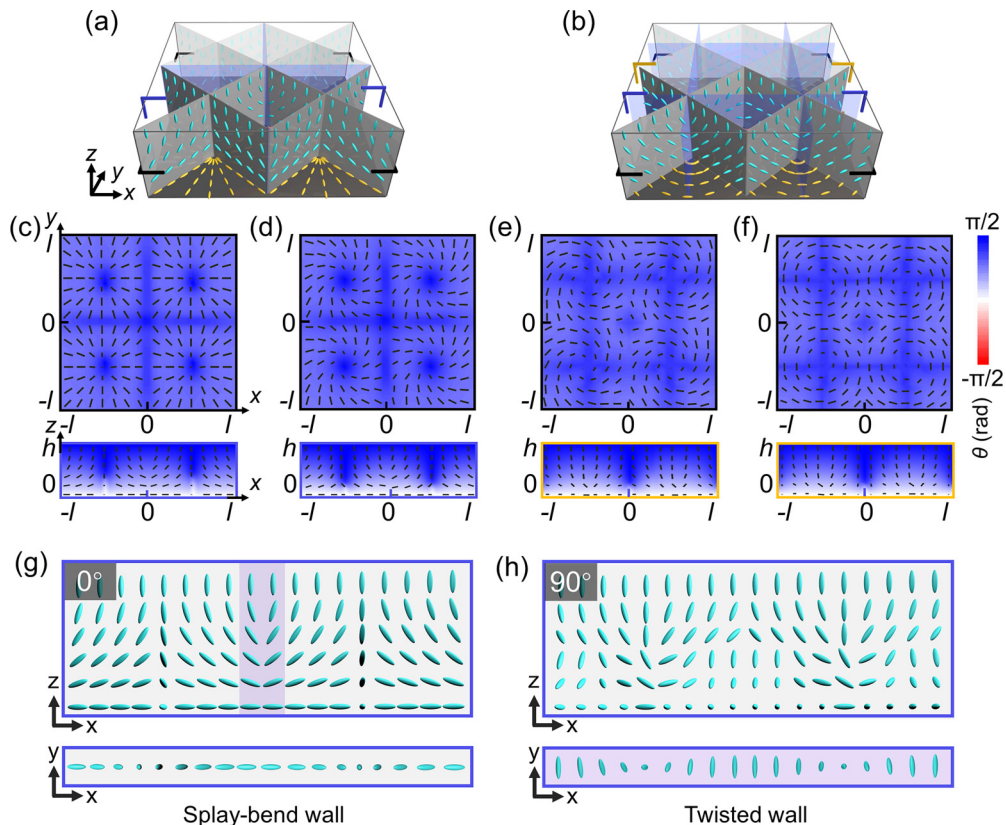 (a)
(b)
z
y
x
(c)
(d)
(e)
(f)
y
l
0
-l
-l 0 l
x
l
0
-l
-l 0 l
l
0
-l
-l 0 l
l
0
-l
-l 0 l
π/2
-π/2
θ (rad)
z
h
0
x
-l 0 l
h
0
-l 0 l
h
0
-l 0 l
h
0
-l 0 l
(g)
0°
z
x
y
x
Splay-bend wall
(h)
90°
z
x
y
x
Twisted wall